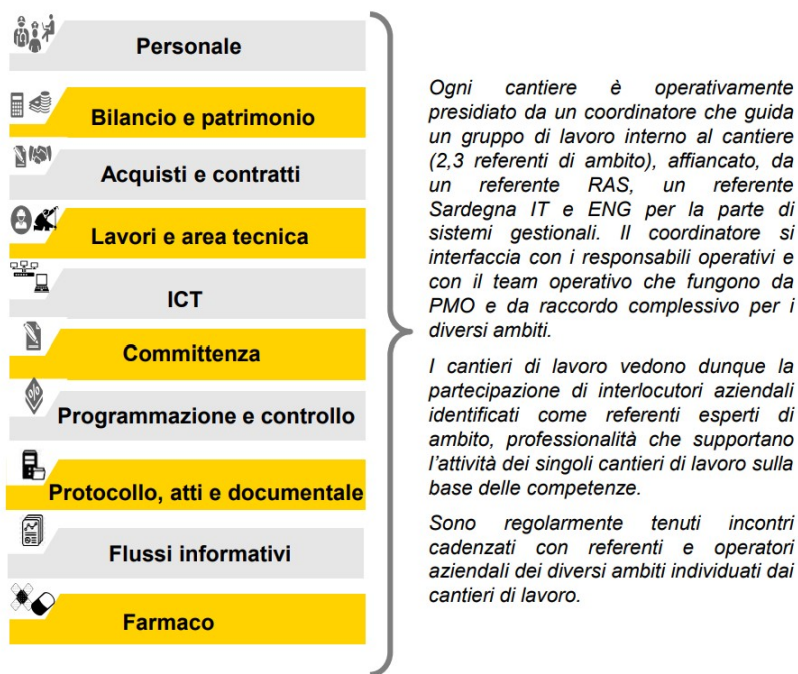 Personale
Bilancio e patrimonio
Acquisti e contratti
Lavori e area tecnica
ICT
Committenza
Programmazione e controllo
Protocollo, atti e documentale
Flussi informativi
Farmaco
Ogni cantiere è operativamente
presidiato da un coordinatore che guida
un gruppo di lavoro interno al cantiere
(2,3 referenti di ambito), affiancato, da
un referente RAS, un referente
Sardegna IT e ENG per la parte di
sistemi gestionali. Il coordinatore si
interfaccia con i responsabili operativi e
con il team operativo che fungono da
PMO e da raccordo complessivo per i
diversi ambiti.
I cantieri di lavoro vedono dunque la
partecipazione di interlocutori aziendali
identificati come referenti esperti di
ambito, professionalità che supportano
l'attività dei singoli cantieri di lavoro sulla
base delle competenze.
Sono regolarmente tenuti incontri
cadenzati con referenti e operatori
aziendali dei diversi ambiti individuati dai
cantieri di lavoro.